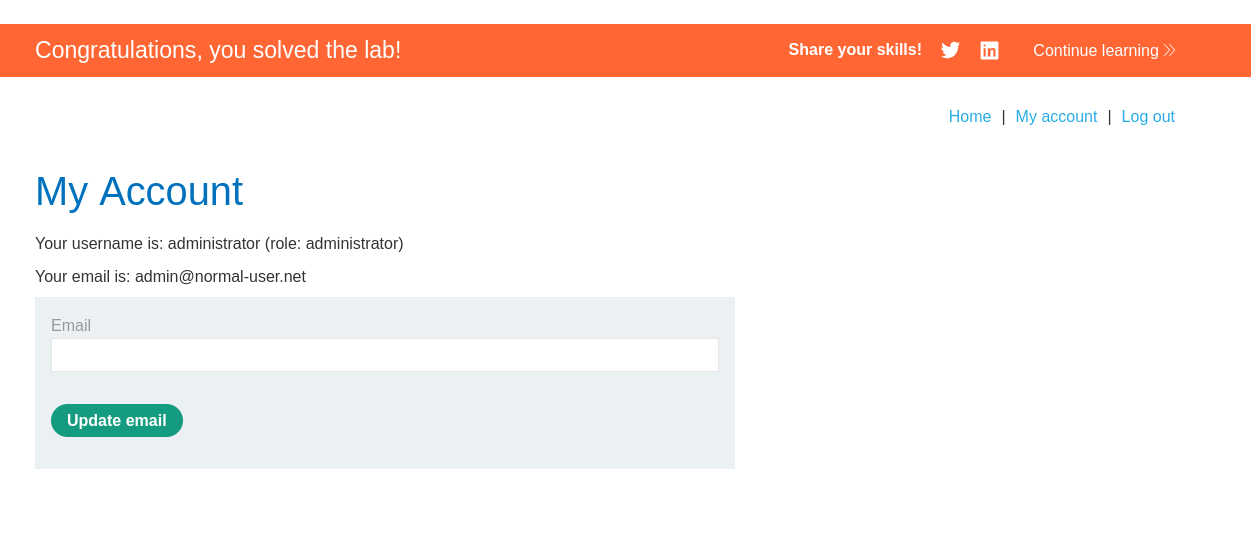 Congratulations, you solved the lab!
Share your skills!
Continue learning
Home | My account | Log out
My Account
Your username is: administrator (role: administrator)
Your email is: admin@normal-user.net
Email
Update email